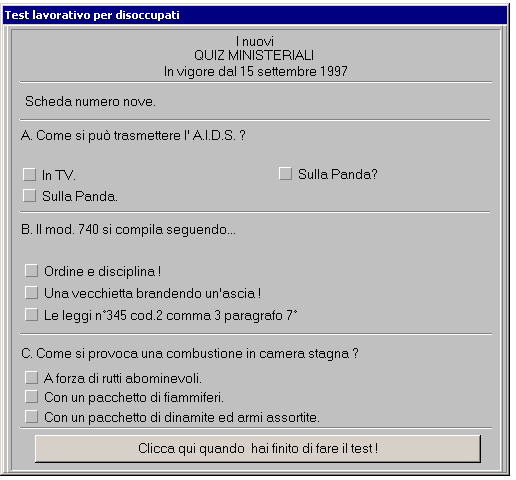 Test lavorativo per disoccupati
I nuovi
QUIZ MINISTERIALI
In vigore dal 15 settembre 1997
Scheda numero nove.
A. Come si può trasmettere l' A.I.D.S. ?
In TV.
Sulla Panda?
Sulla Panda.
B. Il mod. 740 si compila seguendo...
Ordine e disciplina !
Una vecchietta brandendo un'ascia !
Le leggi n°345 cod.2 comma 3 paragrafo 7°
C. Come si provoca una combustione in camera stagna ?
A forza di rutti abominevoli.
Con un pacchetto di fiammiferi.
Con un pacchetto di dinamite ed armi assortite.
Clicca qui quando hai finito di fare il test !